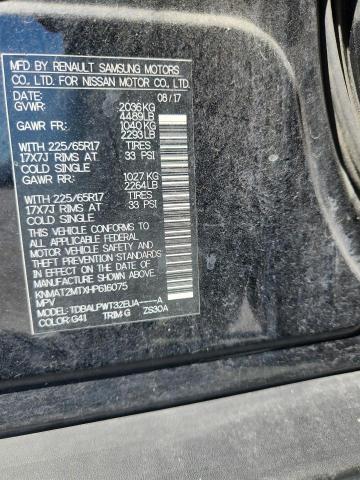 MFD BY RENAULT SAMSUNG MOTORS
CO., LTD. FOR NISSAN MOTOR CO., LTD.
DATE: 08/17
GVWR: 2036KG
4489LB
GAWR FR: 1040 KG
2293LB
WITH 225/65R17 TIRES
17X7J RIMS AT 33 PSI
COLD SINGLE
GAWR RR: 1027 KG
2264LB
WITH 225/65R17 TIRES
17X7J RIMS AT 33 PSI
COLD SINGLE
THIS VEHICLE CONFORMS TO
ALL APPLICABLE FEDERAL
MOTOR VEHICLE SAFETY AND
THEFT PREVENTION STANDARDS
IN EFFECT ON THE DATE OF
MANUFACTURE SHOWN ABOVE.
KNMAT2MTXHP616075
MPV
MODEL: TDBALPWT32EUA-----A
COLOR:G41 TRIM:G ZS30A